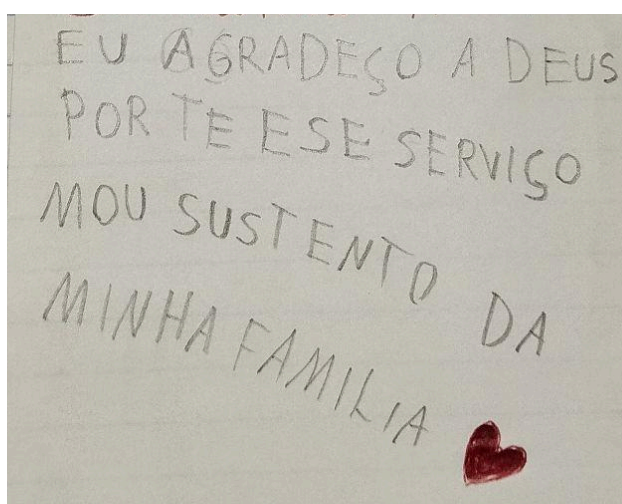 EU AGRADEÇO A DEUS
POR TE ESE SERVIÇO
MOU SUSTENTO DA
MINHA FAMILIA